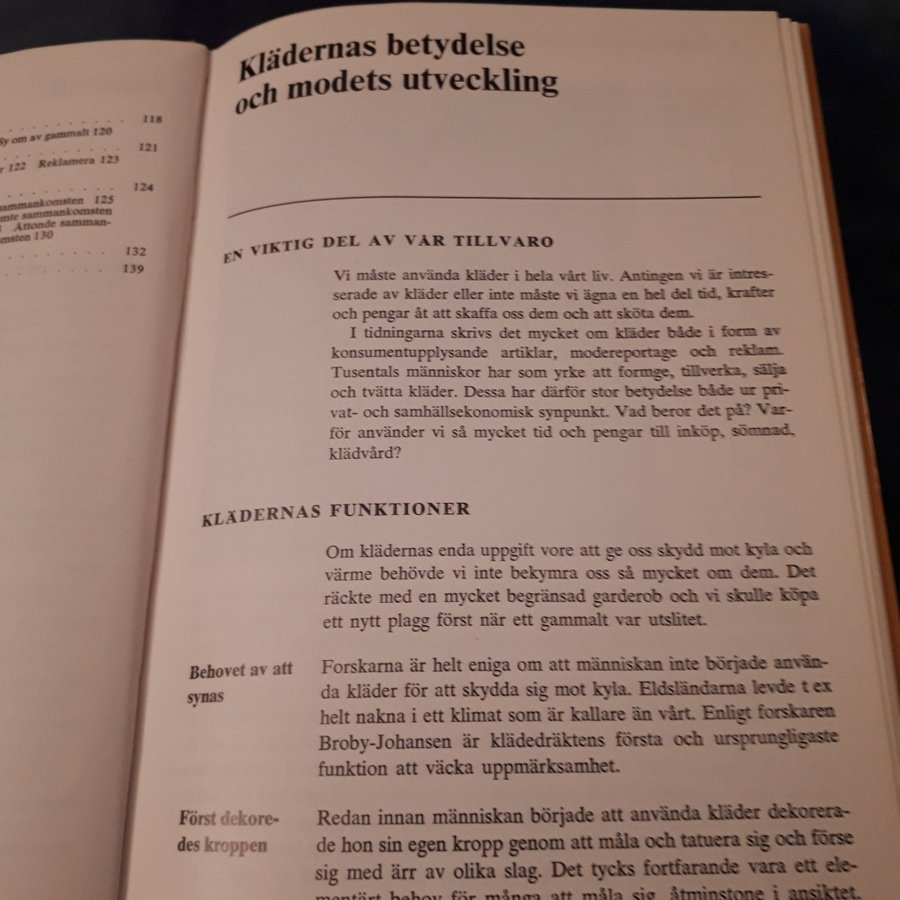 118
Sy om av gammalt 120
121
122 Reklamera 123
124
sammankomsten 125
sammankomsten
Åttonde samman-
130
132
139
Klädernas betydelse
och modets utveckling
EN VIKTIG DEL AV VÅR TILLVARO
Vi måste använda kläder i hela vårt liv. Antingen vi är intres-
serade av kläder eller inte måste vi ägna en hel del tid, krafter
och pengar åt att skaffa oss dem och att sköta dem.
I tidningarna skrivs det mycket om kläder både i form av
konsumentupplysande artiklar, modereportage och reklam.
Tusentals människor har som yrke att formge, tillverka, sälja
och tvätta kläder. Dessa har därför stor betydelse både ur pri-
vat- och samhällsekonomisk synpunkt. Vad beror det på? Var-
för använder vi så mycket tid och pengar till inköp, sömnad,
klädvård?
KLÄDERNAS FUNKTIONER
Om klädernas enda uppgift vore att ge oss skydd mot kyla och
värme behövde vi inte bekymra oss så mycket om dem. Det
räckte med en mycket begränsad garderob och vi skulle köpa
ett nytt plagg först när ett gammalt var utslitet.
Behovet av att
synas
Forskarna är helt eniga om att människan inte började använ-
da kläder för att skydda sig mot kyla. Eldsländarna levde t ex
helt nakna i ett klimat som är kallare än vårt. Enligt forskaren
Broby-Johansen är klädedräktens första och ursprungligaste
funktion att väcka uppmärksamhet.
Först dekore-
des kroppen
Redan innan människan började att använda kläder dekorera-
de hon sin egen kropp genom att måla och tatuera sig och förse
sig med ärr av olika slag. Det tycks fortfarande vara ett ele-
mentärt behov för många att måla sig, åtminstone i ansiktet.